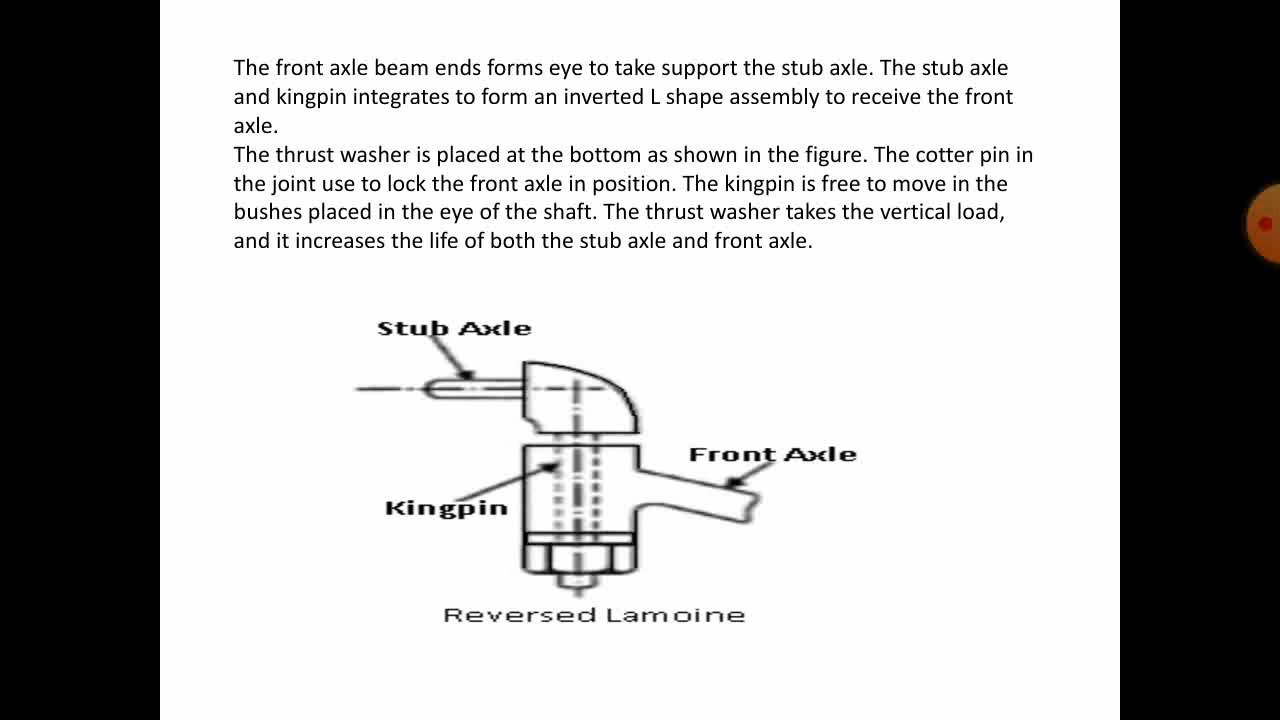 The front axle beam ends forms eye to take support the stub axle. The stub axle
and kingpin integrates to form an inverted L shape assembly to receive the front
axle.
The thrust washer is placed at the bottom as shown in the figure. The cotter pin in
the joint use to lock the front axle in position. The kingpin is free to move in the
bushes placed in the eye of the shaft. The thrust washer takes the vertical load,
and it increases the life of both the stub axle and front axle.
Stub Axle
Front Axle
Kingpin
Reversed Lamoine